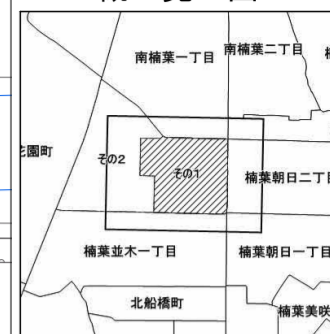 南楠葉一丁目
南楠葉二丁目
花園町
その2
その1
楠葉朝日二丁目
楠葉並木一丁目
楠葉朝日一丁目
北船橋町
楠葉美咲